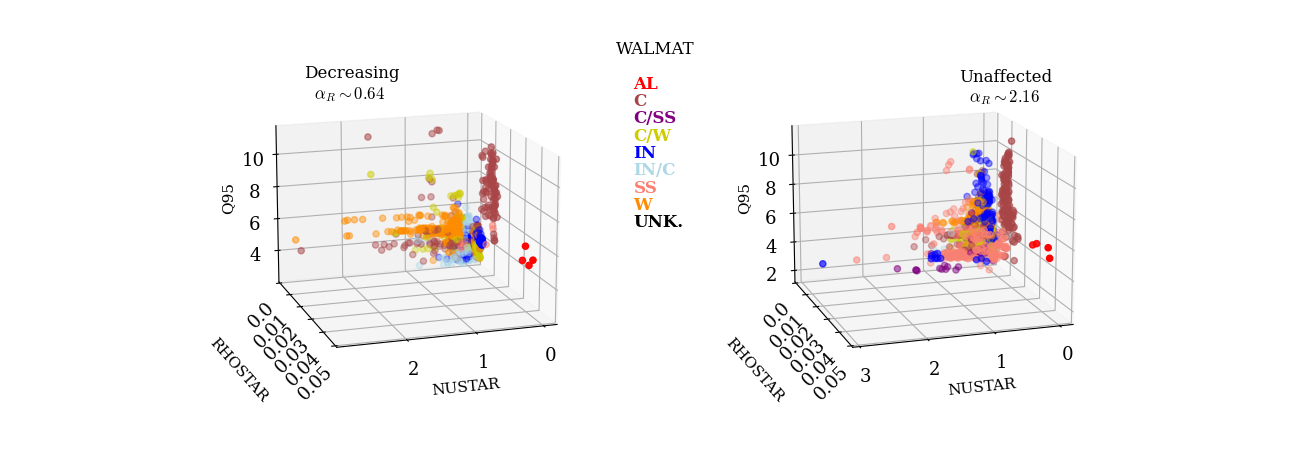 WALMAT
Decreasing
α_R ~ 0.64
AL
C
C/SS
C/W
IN
IN/C
SS
W
UNK.
Unaffected
α_R ~ 2.16
10
8
6
4
Q95
0.0
0.01
0.02
0.03
0.04
0.05
RHOSTAR
2
1
0
NUSTAR
10
8
6
4
2
Q95
0.0
0.01
0.02
0.03
0.04
0.05
RHOSTAR
3
2
1
0
NUSTAR